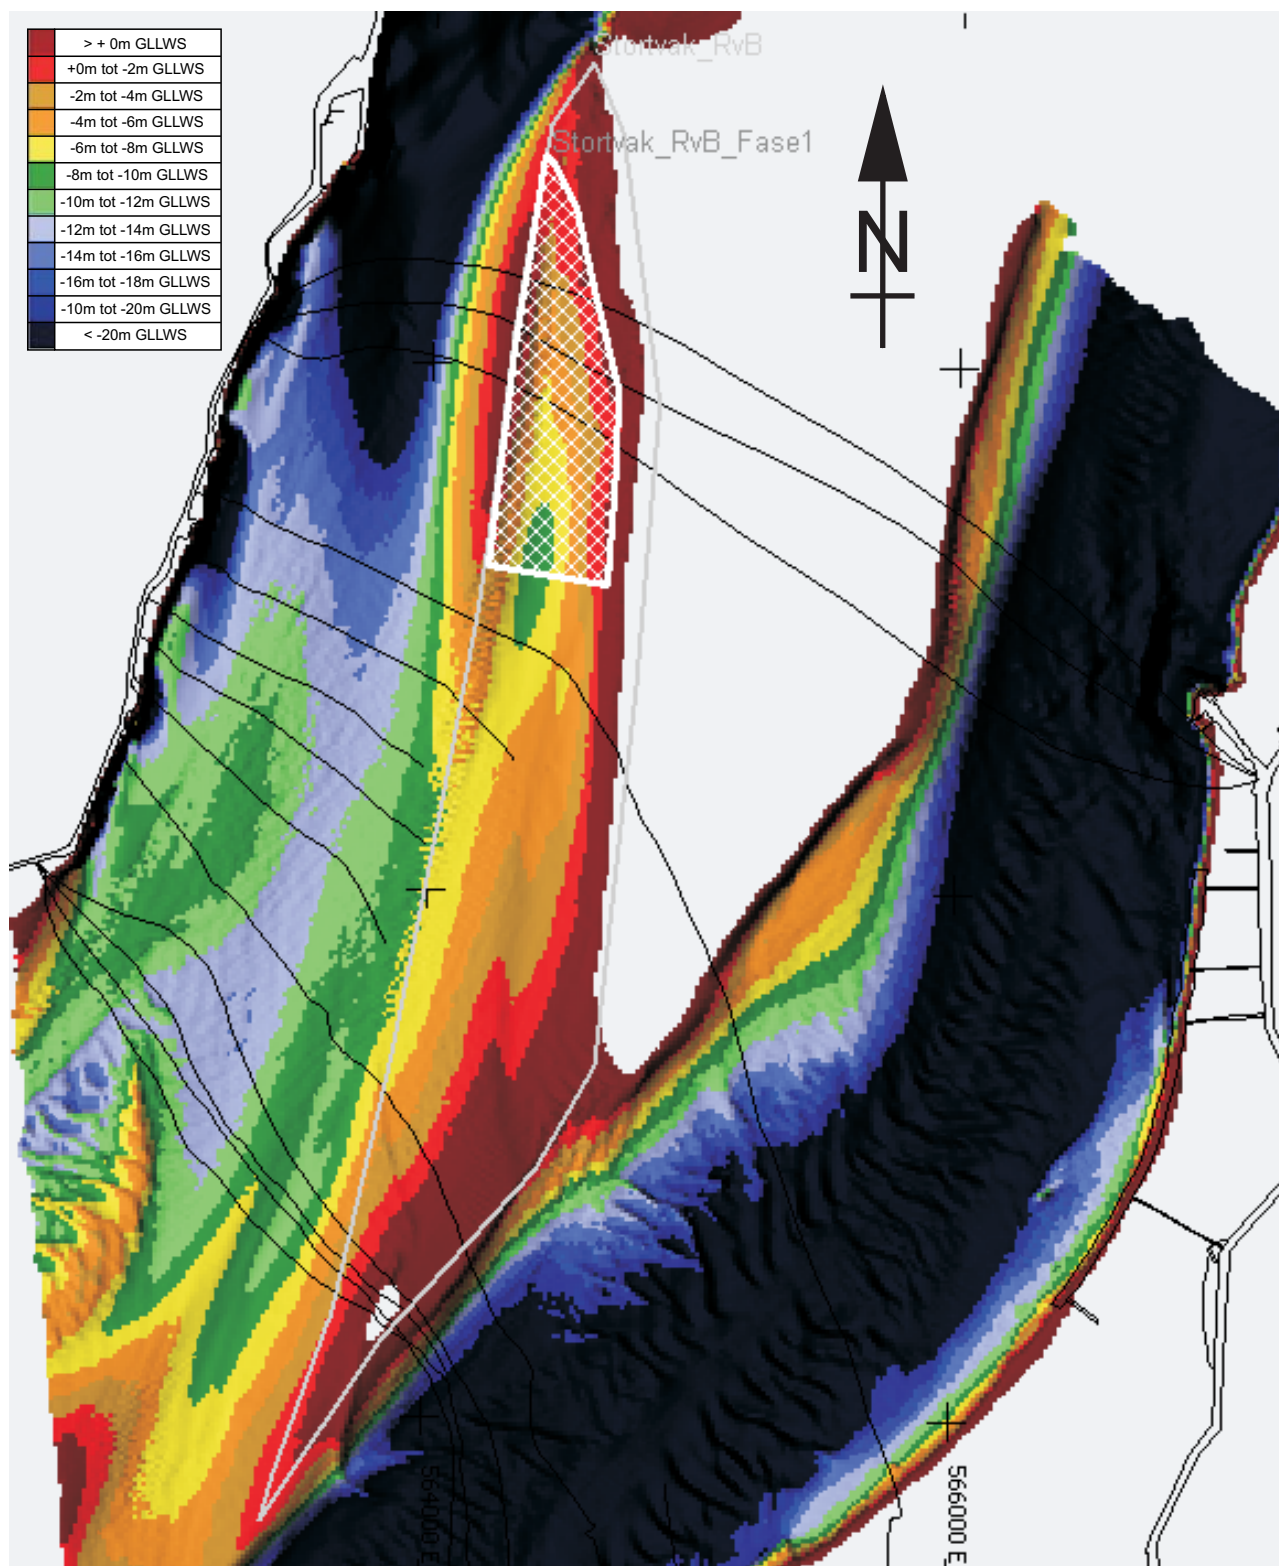 > + 0m GLLWS
+0m tot -2m GLLWS
-2m tot -4m GLLWS
-4m tot -6m GLLWS
-6m tot -8m GLLWS
-8m tot -10m GLLWS
-10m tot -12m GLLWS
-12m tot -14m GLLWS
-14m tot -16m GLLWS
-16m tot -18m GLLWS
-10m tot -20m GLLWS
< -20m GLLWS
Stortvak_RvB
Stortvak_RvB_Fase1
N
564000 E
566000 E